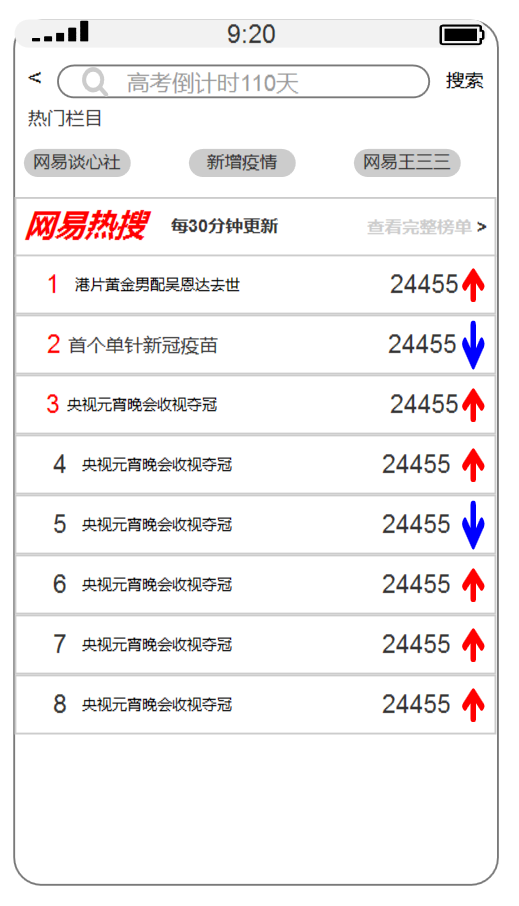 9:20
< 高考倒计时110天 搜索
热门栏目
网易谈心社 新增疫情 网易王三三
网易热搜 每30分钟更新 查看完整榜单 >
1 港片黄金男配吴恩达去世 24455
2 首个单针新冠疫苗 24455
3 央视元宵晚会收视夺冠 24455
4 央视元宵晚会收视夺冠 24455
5 央视元宵晚会收视夺冠 24455
6 央视元宵晚会收视夺冠 24455
7 央视元宵晚会收视夺冠 24455
8 央视元宵晚会收视夺冠 24455